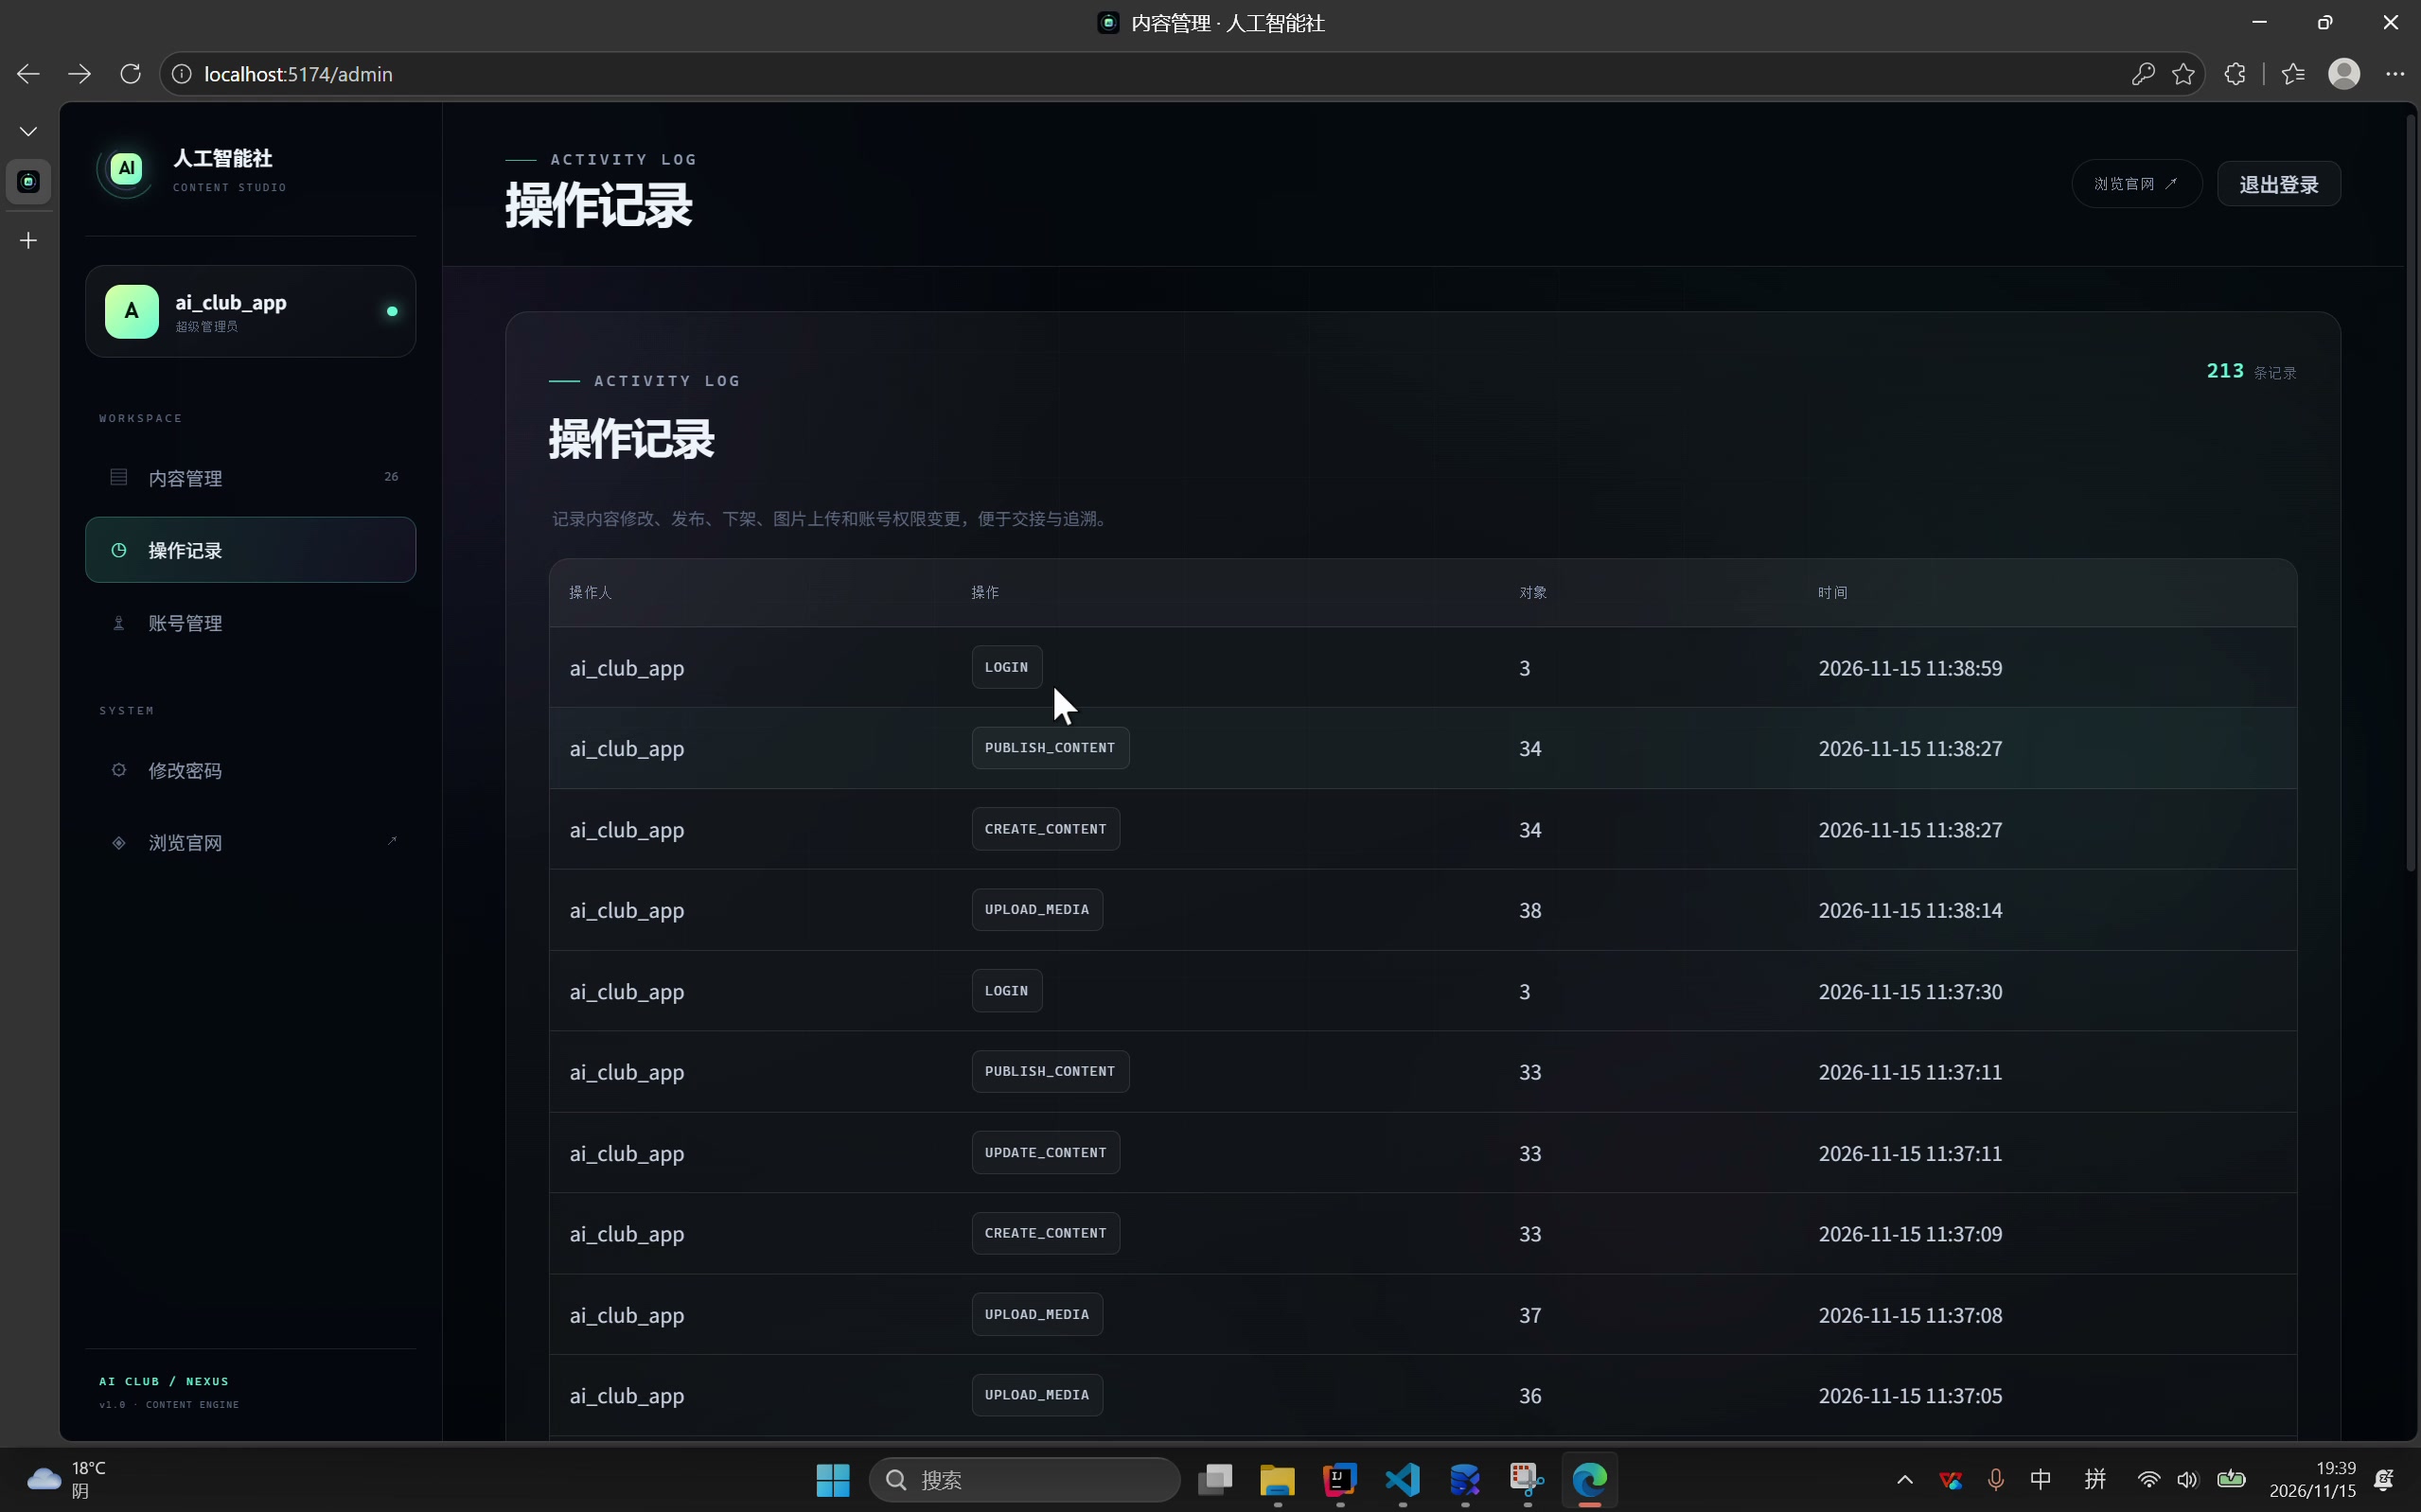 内容管理 · 人工智能社
localhost:5174/admin
AI
人工智能社
CONTENT STUDIO
A
ai_club_app
超级管理员
WORKSPACE
内容管理
26
操作记录
账号管理
SYSTEM
修改密码
浏览官网
AI CLUB / NEXUS
v1.0 · CONTENT ENGINE
ACTIVITY LOG
操作记录
浏览官网
退出登录
ACTIVITY LOG
213 条记录
操作记录
记录内容修改、发布、下架、图片上传和账号权限变更，便于交接与追溯。
操作人 操作 对象 时间
ai_club_app LOGIN 3 2026-11-15 11:38:59
ai_club_app PUBLISH_CONTENT 34 2026-11-15 11:38:27
ai_club_app CREATE_CONTENT 34 2026-11-15 11:38:27
ai_club_app UPLOAD_MEDIA 38 2026-11-15 11:38:14
ai_club_app LOGIN 3 2026-11-15 11:37:30
ai_club_app PUBLISH_CONTENT 33 2026-11-15 11:37:11
ai_club_app UPDATE_CONTENT 33 2026-11-15 11:37:11
ai_club_app CREATE_CONTENT 33 2026-11-15 11:37:09
ai_club_app UPLOAD_MEDIA 37 2026-11-15 11:37:08
ai_club_app UPLOAD_MEDIA 36 2026-11-15 11:37:05
18°C
阴
搜索
中
拼
19:39
2026/11/15